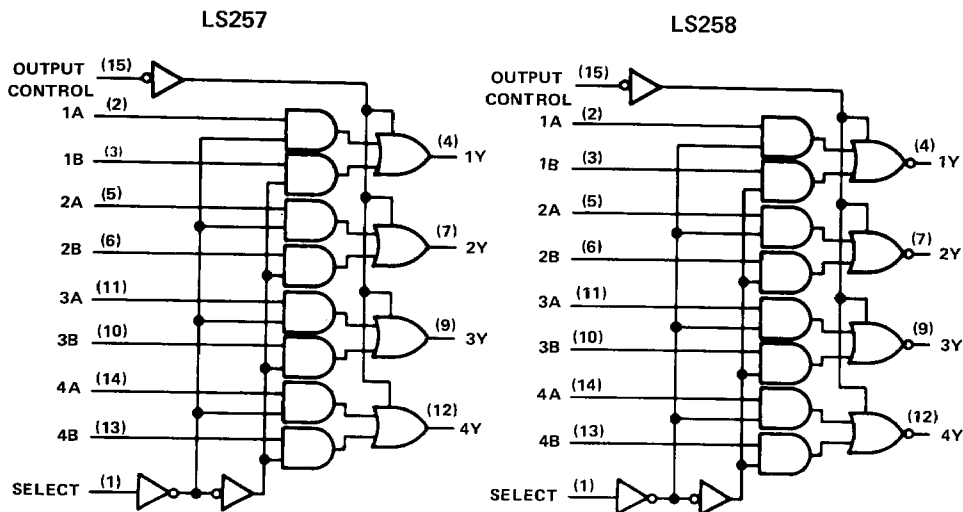 LS257
OUTPUT CONTROL (15)
1A (2)
1B (3)
2A (5)
2B (6)
3A (11)
3B (10)
4A (14)
4B (13)
SELECT (1)
(4) 1Y
(7) 2Y
(9) 3Y
(12) 4Y
LS258
OUTPUT CONTROL (15)
1A (2)
1B (3)
2A (5)
2B (6)
3A (11)
3B (10)
4A (14)
4B (13)
SELECT (1)
(4) 1Y
(7) 2Y
(9) 3Y
(12) 4Y